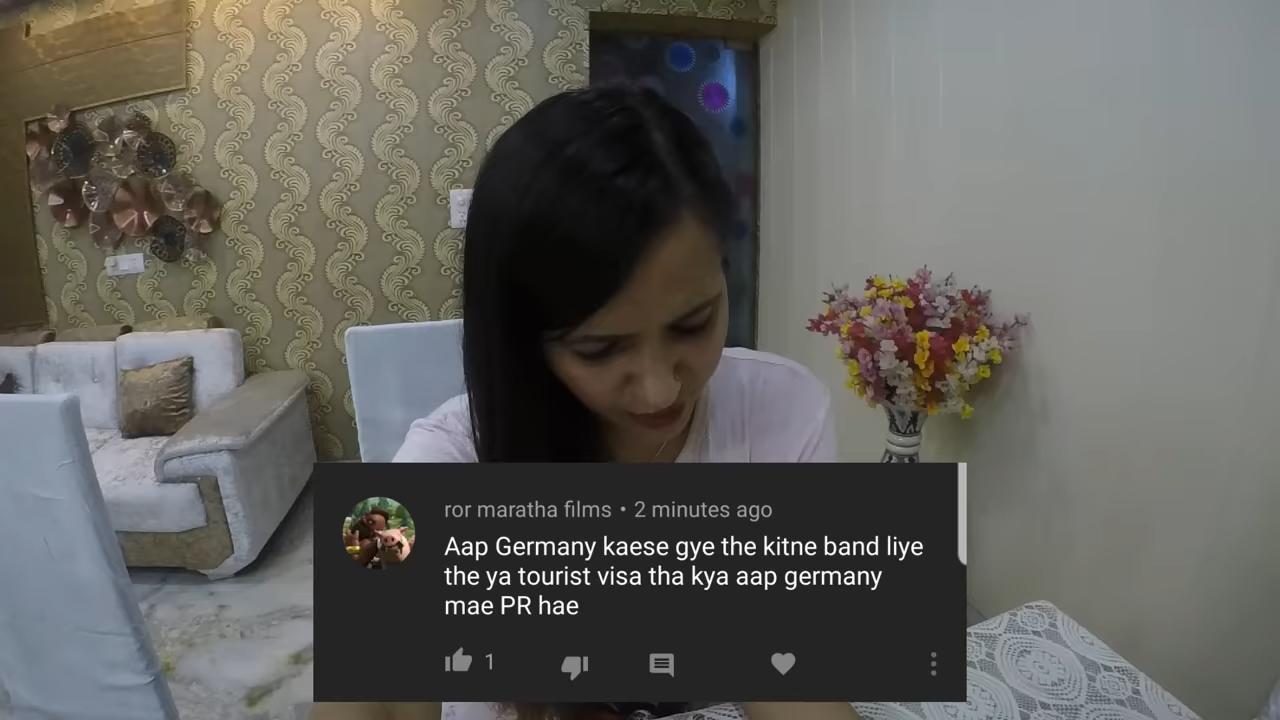 ror maratha films • 2 minutes ago
Aap Germany kaese gye the kitne band liye
the ya tourist visa tha kya aap germany
mae PR hae
1